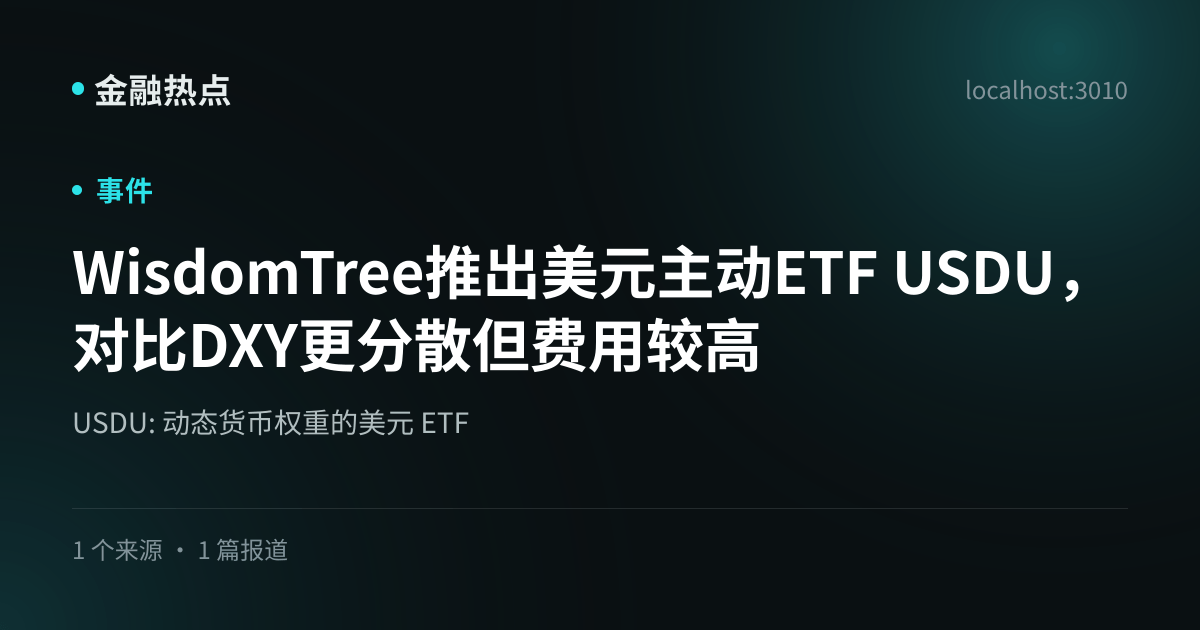 金融热点
localhost:3010
事件
WisdomTree推出美元主动ETF USDU，
对比DXY更分散但费用较高
USDU: 动态货币权重的美元 ETF
1 个来源 · 1 篇报道